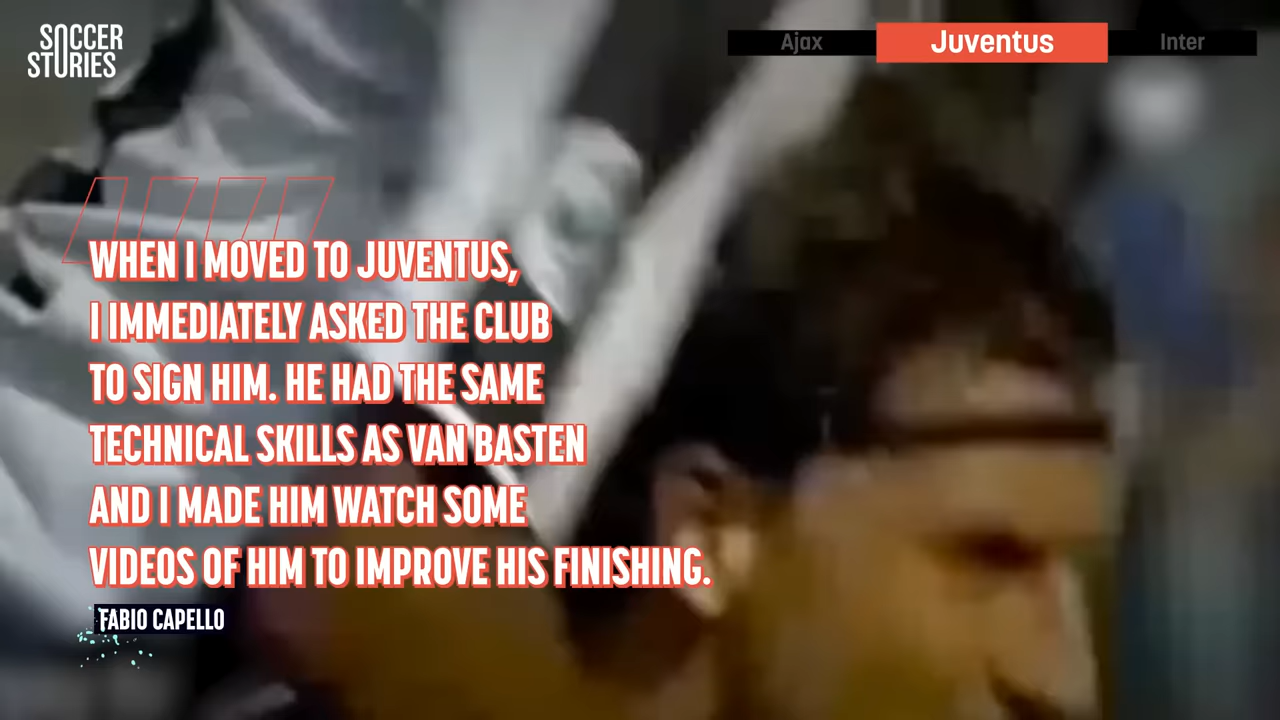 SOCCER
STORIES
Ajax
Juventus
Inter
WHEN I MOVED TO JUVENTUS,
I IMMEDIATELY ASKED THE CLUB
TO SIGN HIM. HE HAD THE SAME
TECHNICAL SKILLS AS VAN BASTEN
AND I MADE HIM WATCH SOME
VIDEOS OF HIM TO IMPROVE HIS FINISHING.
FABIO CAPELLO